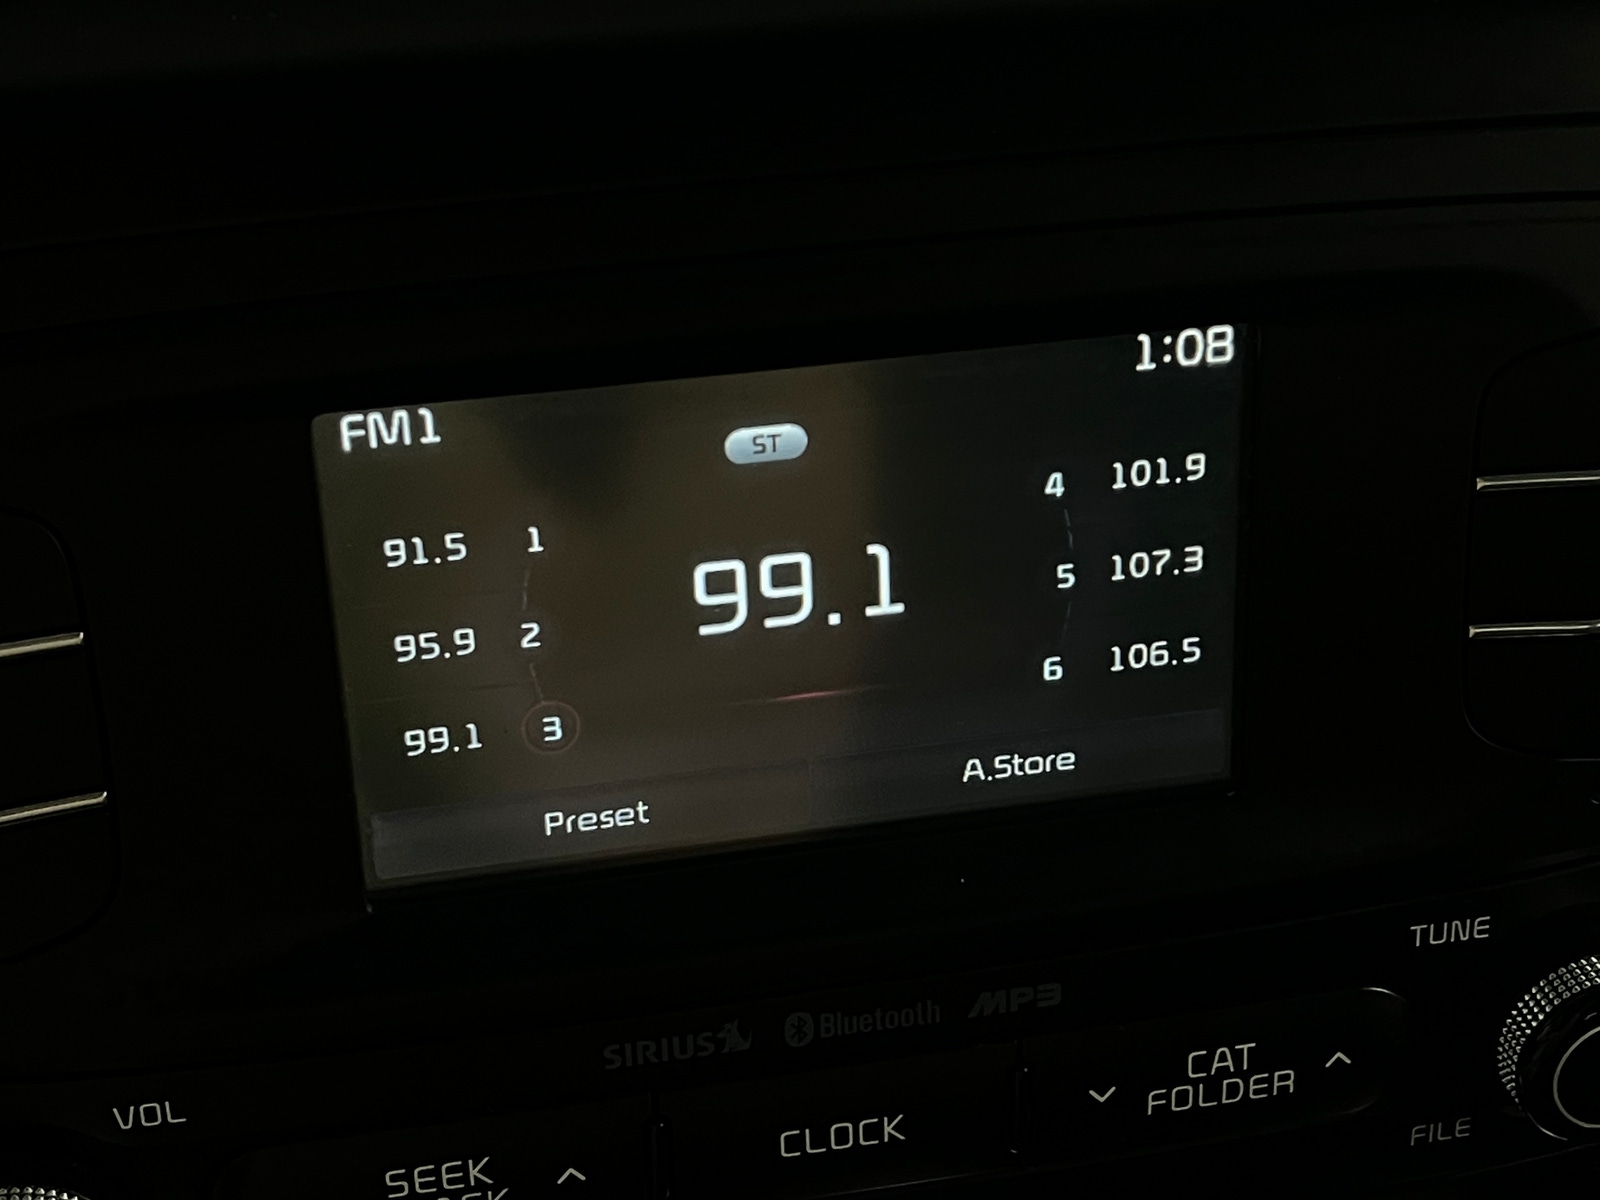 1:08
FM1
ST
91.5 1
95.9 2
99.1 3
99.1
4 101.9
5 107.3
6 106.5
Preset
A.Store
SIRIUS
Bluetooth
MP3
TUNE
VOL
SEEK
CLOCK
CAT
FOLDER
FILE